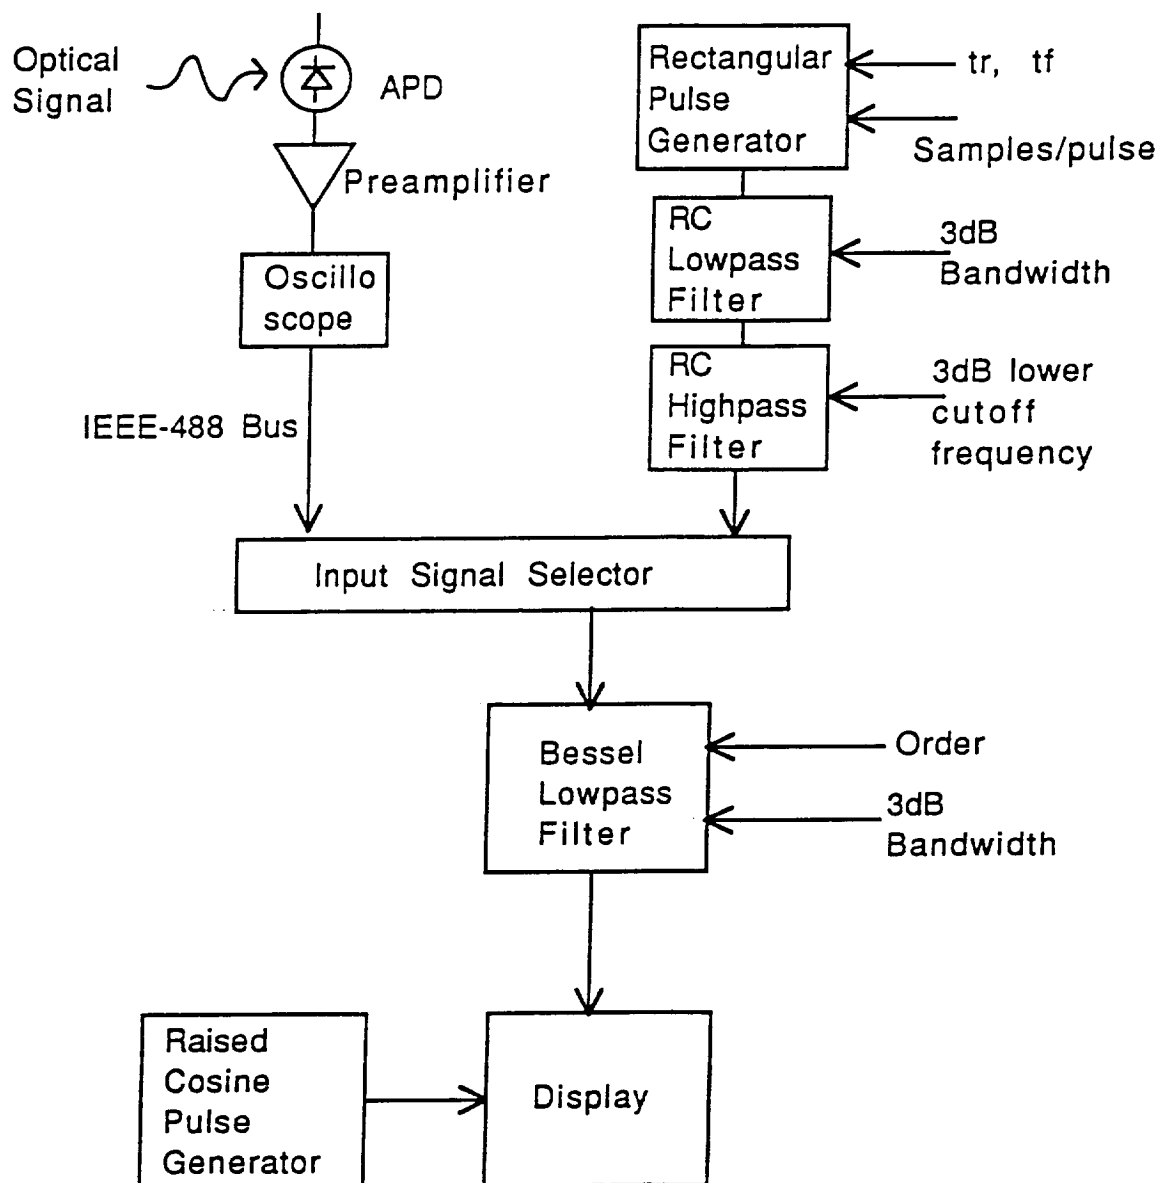 Optical
Signal
APD
Preamplifier
Oscillo
scope
IEEE-488 Bus
Rectangular
Pulse
Generator
tr, tf
Samples/pulse
RC
Lowpass
Filter
3dB
Bandwidth
RC
Highpass
Filter
3dB lower
cutoff
frequency
Input Signal Selector
Bessel
Lowpass
Filter
Order
3dB
Bandwidth
Raised
Cosine
Pulse
Generator
Display